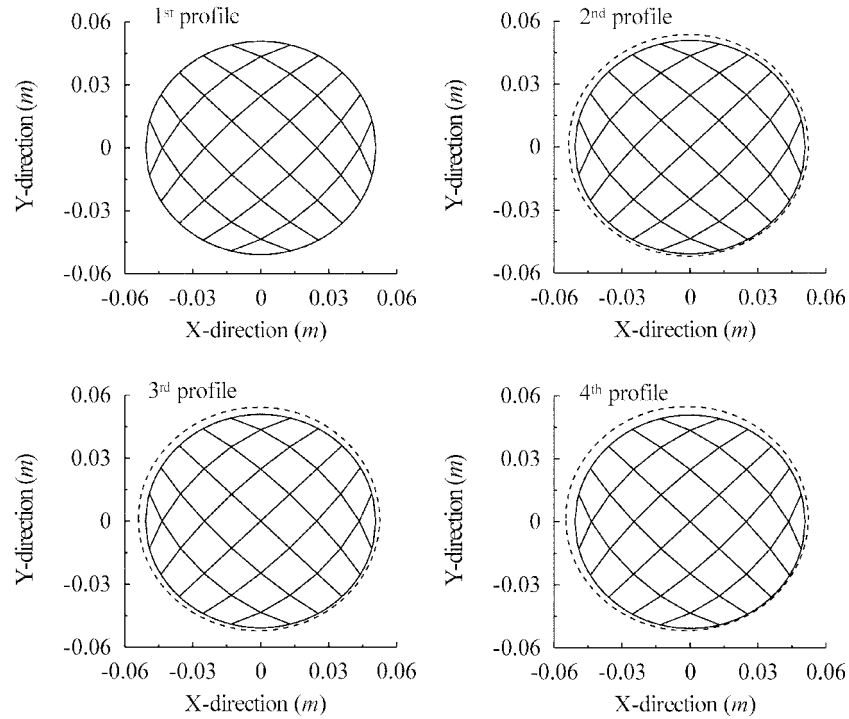 1st profile
0.06
0.03
0
-0.03
-0.06
Y-direction (m)
-0.06 -0.03 0 0.03 0.06
X-direction (m)
2nd profile
0.06
0.03
0
-0.03
-0.06
Y-direction (m)
-0.06 -0.03 0 0.03 0.06
X-direction (m)
3rd profile
0.06
0.03
0
-0.03
-0.06
Y-direction (m)
-0.06 -0.03 0 0.03 0.06
X-direction (m)
4th profile
0.06
0.03
0
-0.03
-0.06
Y-direction (m)
-0.06 -0.03 0 0.03 0.06
X-direction (m)